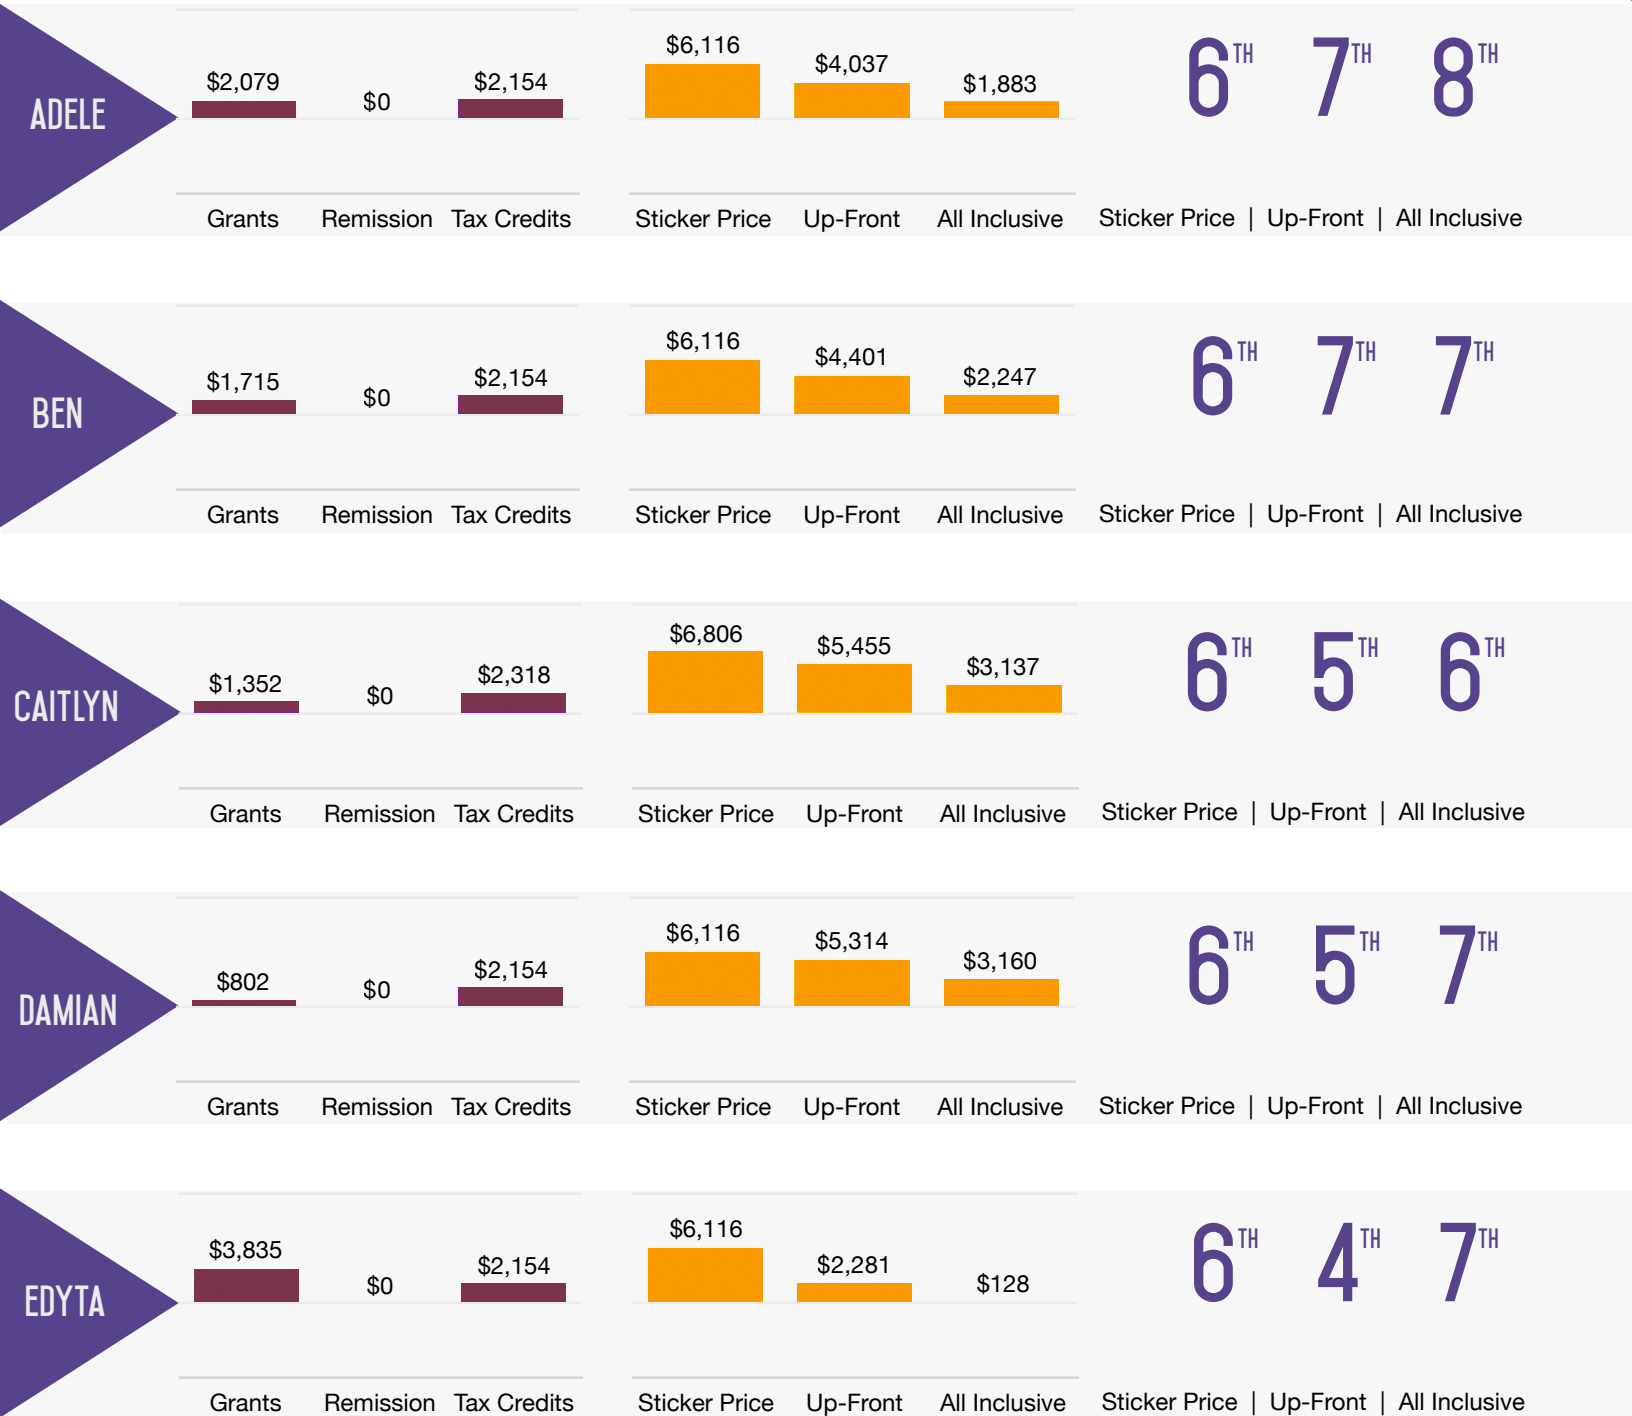 $6,116
$4,037
$1,883
$2,079
$0
$2,154
6TH 7TH 8TH
ADELE
Grants Remission Tax Credits Sticker Price Up-Front All Inclusive Sticker Price | Up-Front | All Inclusive
$6,116
$4,401
$2,247
$1,715
$0
$2,154
6TH 7TH 7TH
BEN
Grants Remission Tax Credits Sticker Price Up-Front All Inclusive Sticker Price | Up-Front | All Inclusive
$6,806
$5,455
$3,137
$1,352
$0
$2,318
6TH 5TH 6TH
CAITLYN
Grants Remission Tax Credits Sticker Price Up-Front All Inclusive Sticker Price | Up-Front | All Inclusive
$6,116
$5,314
$3,160
$802
$0
$2,154
6TH 5TH 7TH
DAMIAN
Grants Remission Tax Credits Sticker Price Up-Front All Inclusive Sticker Price | Up-Front | All Inclusive
$6,116
$2,281
$128
$3,835
$0
$2,154
6TH 4TH 7TH
EDYTA
Grants Remission Tax Credits Sticker Price Up-Front All Inclusive Sticker Price | Up-Front | All Inclusive